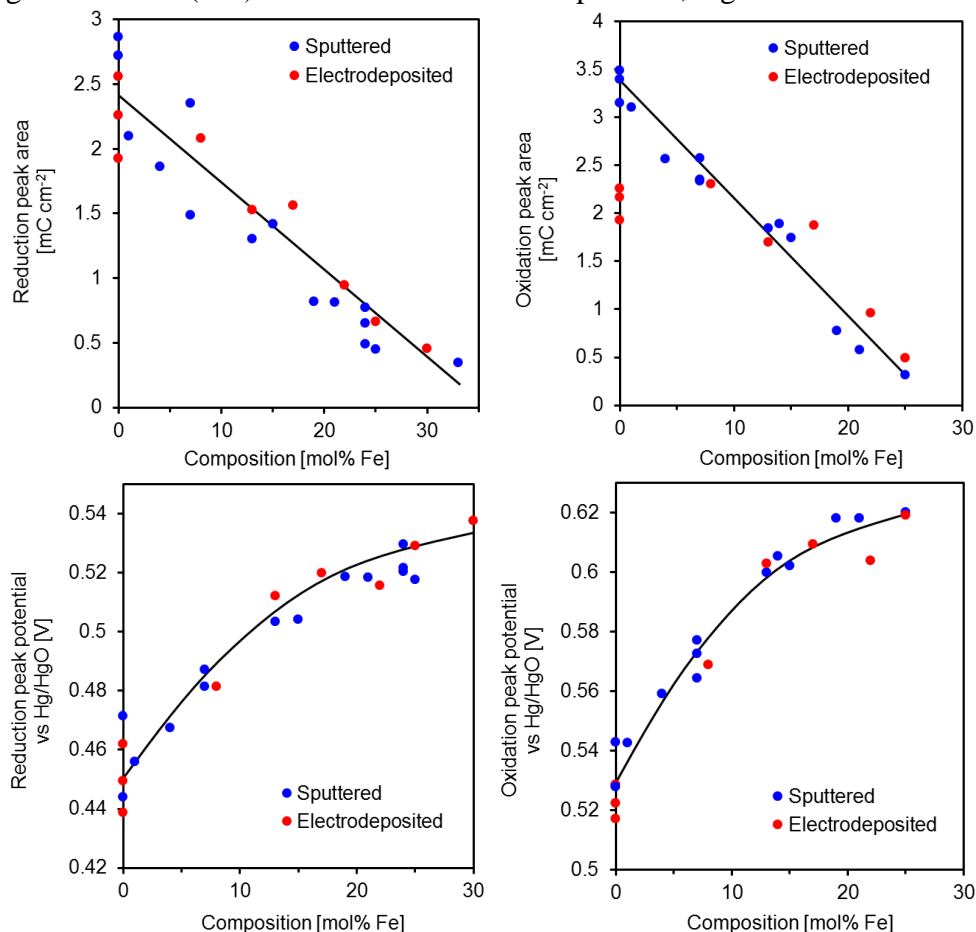 3
2.5
2
1.5
1
0.5
0
Reduction peak area
[mC cm-2]
Sputtered
Electrodeposited
0 10 20 30
Composition [mol% Fe]
4
3.5
3
2.5
2
1.5
1
0.5
0
Oxidation peak area
[mC cm-2]
Sputtered
Electrodeposited
0 10 20 30
Composition [mol% Fe]
0.54
0.52
0.5
0.48
0.46
0.44
0.42
Reduction peak potential
vs Hg/HgO [V]
Sputtered
Electrodeposited
0 10 20 30
Composition [mol% Fe]
0.62
0.6
0.58
0.56
0.54
0.52
0.5
Oxidation peak potential
vs Hg/HgO [V]
Sputtered
Electrodeposited
0 10 20 30
Composition [mol% Fe]